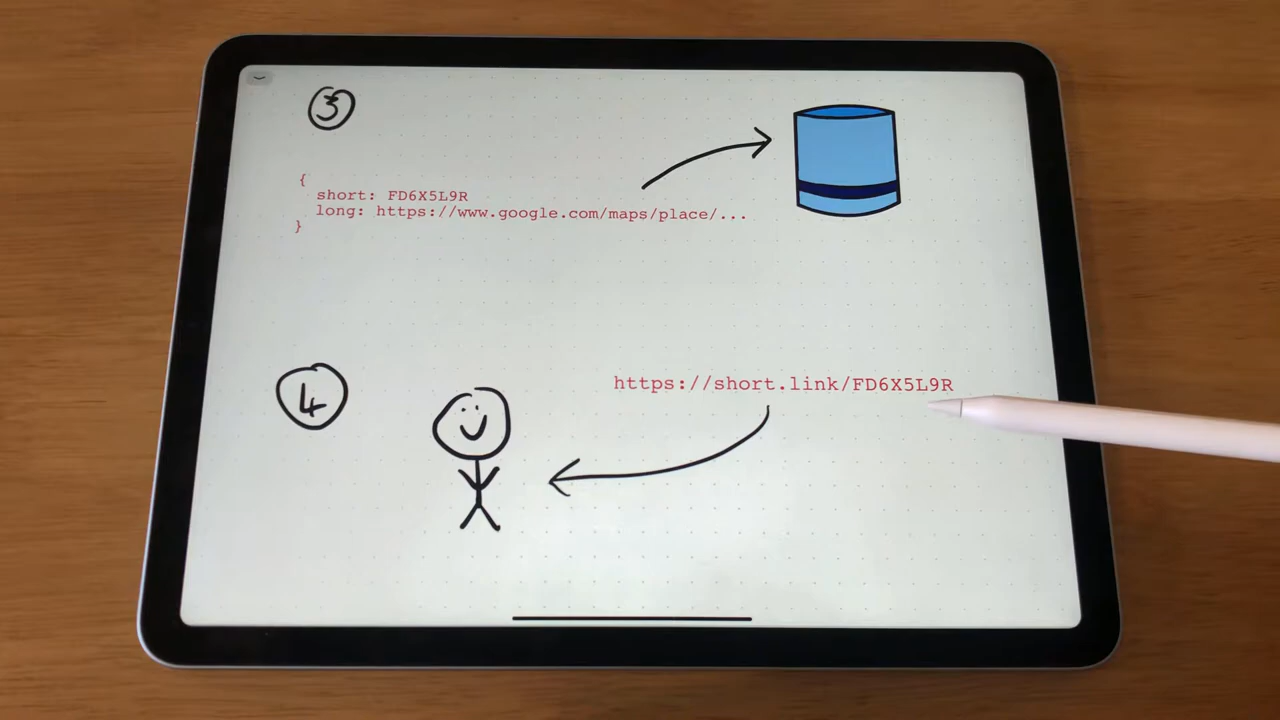 3
{
short: FD6X5L9R
long: https://www.google.com/maps/place/...
}
4
https://short.link/FD6X5L9R